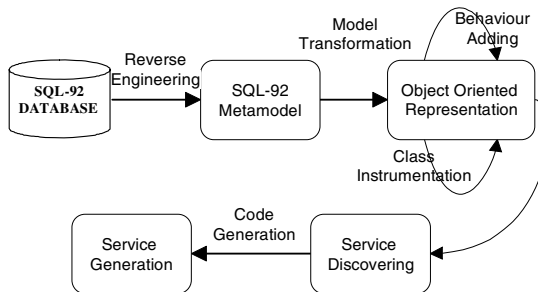 Reverse
Engineering
Model
Transformation
Behaviour
Adding
SQL-92
DATABASE
SQL-92
Metamodel
Object Oriented
Representation
Class
Instrumentation
Code
Generation
Service
Generation
Service
Discovering